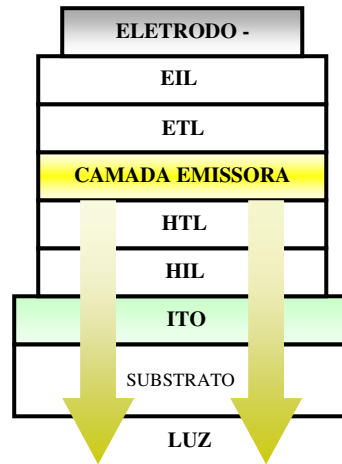 ELETRODO -
EIL
ETL
CAMADA EMISSORA
HTL
HIL
ITO
SUBSTRATO
LUZ